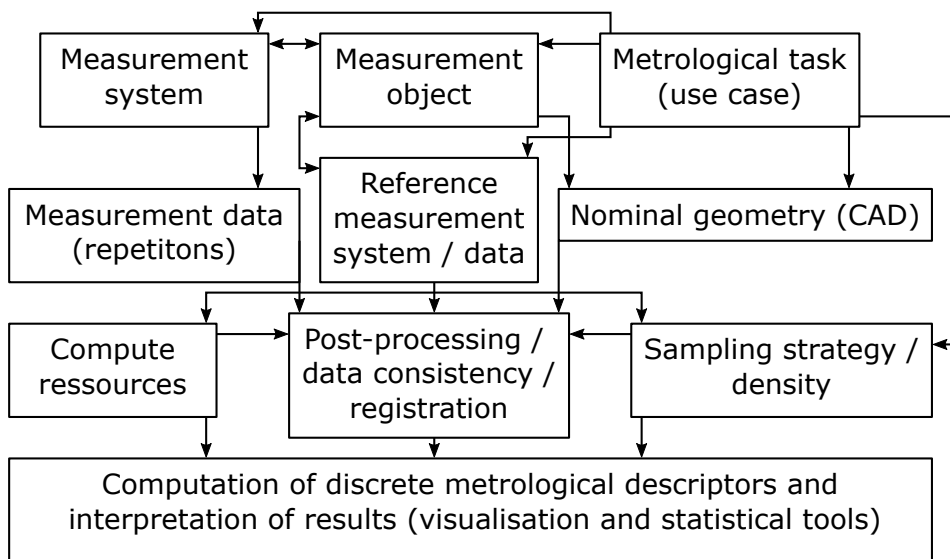 Measurement
system
Measurement
object
Metrological task
(use case)
Measurement data
(repetitons)
Reference
measurement
system / data
Nominal geometry (CAD)
Compute
ressources
Post-processing /
data consistency /
registration
Sampling strategy /
density
Computation of discrete metrological descriptors and
interpretation of results (visualisation and statistical tools)